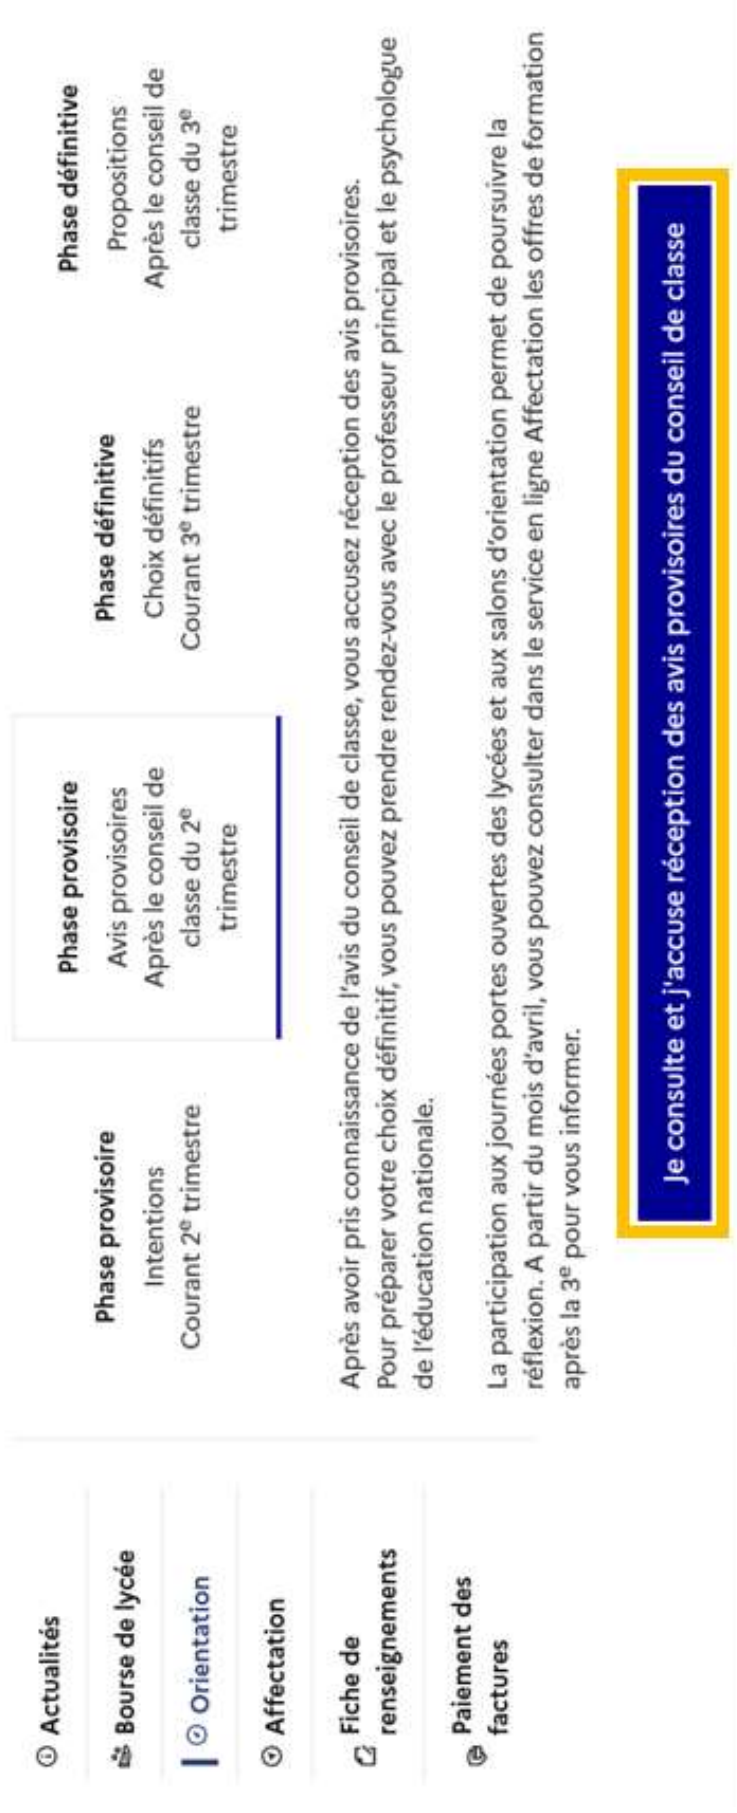 Actualités
Bourse de lycée
Orientation
Affectation
Fiche de
renseignements
Paiement des
factures
Phase provisoire
Intentions
Courant 2e trimestre
Phase provisoire
Avis provisoires
Après le conseil de
classe du 2e
trimestre
Phase définitive
Choix définitifs
Courant 3e trimestre
Phase définitive
Propositions
Après le conseil de
classe du 3e
trimestre
Après avoir pris connaissance de l'avis du conseil de classe, vous accusez réception des avis provisoires.
Pour préparer votre choix définitif, vous pouvez prendre rendez-vous avec le professeur principal et le psychologue
de l'éducation nationale.
La participation aux journées portes ouvertes des lycées et aux salons d'orientation permet de poursuivre la
réflexion. A partir du mois d'avril, vous pouvez consulter dans le service en ligne Affectation les offres de formation
après la 3e pour vous informer.
Je consulte et j'accuse réception des avis provisoires du conseil de classe